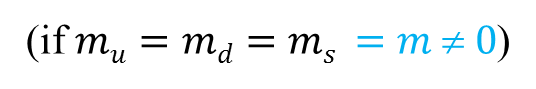 (if m_u = m_d = m_s = m ≠ 0)